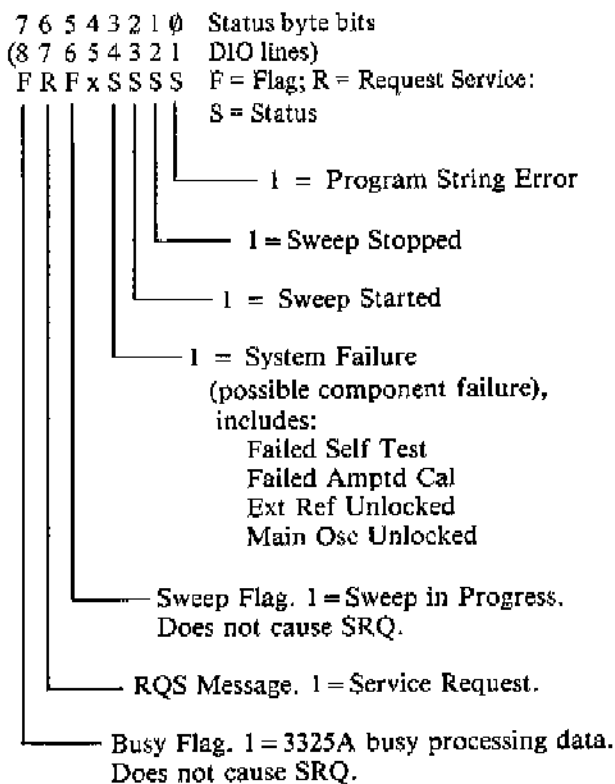 7 6 5 4 3 2 1 0 Status byte bits
(8 7 6 5 4 3 2 1 DIO lines)
F R F x S S S S F = Flag; R = Request Service:
S = Status
1 = Program String Error
1 = Sweep Stopped
1 = Sweep Started
1 = System Failure
(possible component failure),
includes:
Failed Self Test
Failed Amptd Cal
Ext Ref Unlocked
Main Osc Unlocked
Sweep Flag. 1 = Sweep in Progress.
Does not cause SRQ.
RQS Message. 1 = Service Request.
Busy Flag. 1 = 3325A busy processing data.
Does not cause SRQ.